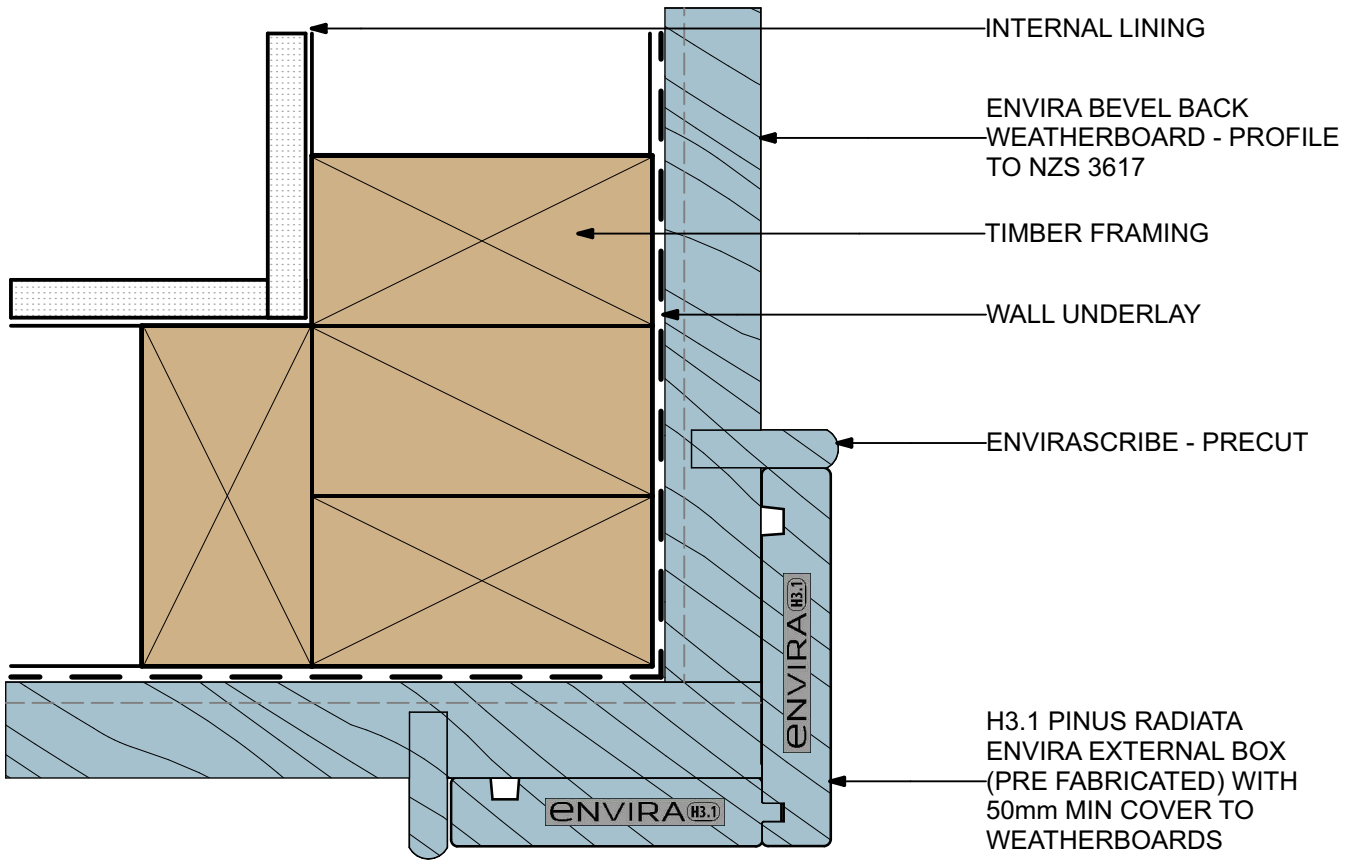 INTERNAL LINING
ENVIRA BEVEL BACK
WEATHERBOARD - PROFILE
TO NZS 3617
TIMBER FRAMING
WALL UNDERLAY
ENVIRASCRIBE - PRECUT
eNVIRA H3.1
H3.1 PINUS RADIATA
ENVIRA EXTERNAL BOX
(PRE FABRICATED) WITH
50mm MIN COVER TO
WEATHERBOARDS
eNVIRA H3.1